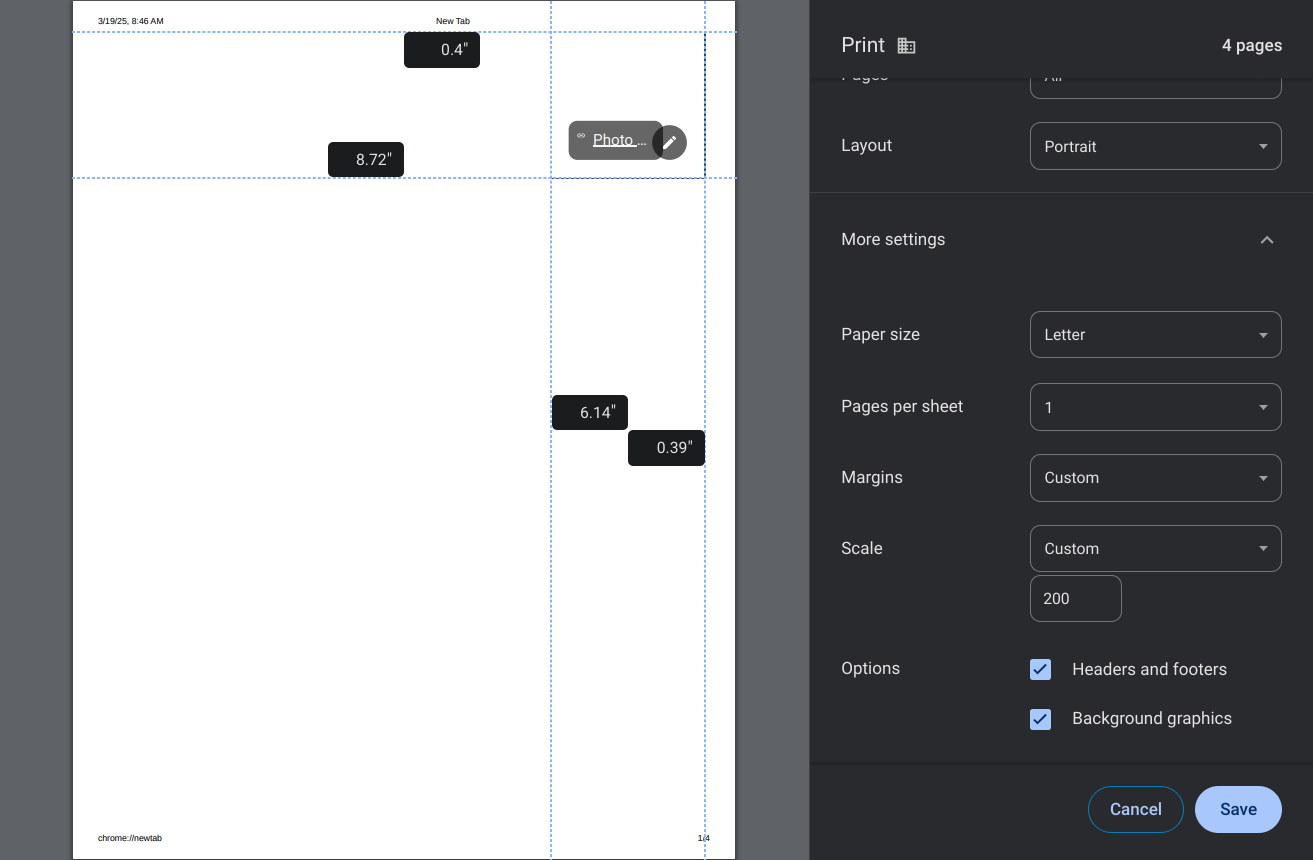 3/19/25, 8:46 AM
New Tab
0.4"
Photo ...
8.72"
6.14"
0.39"
chrome://newtab
1/4
Print
4 pages
Pages
All
Layout
Portrait
More settings
Paper size
Letter
Pages per sheet
1
Margins
Custom
Scale
Custom
200
Options
Headers and footers
Background graphics
Cancel
Save